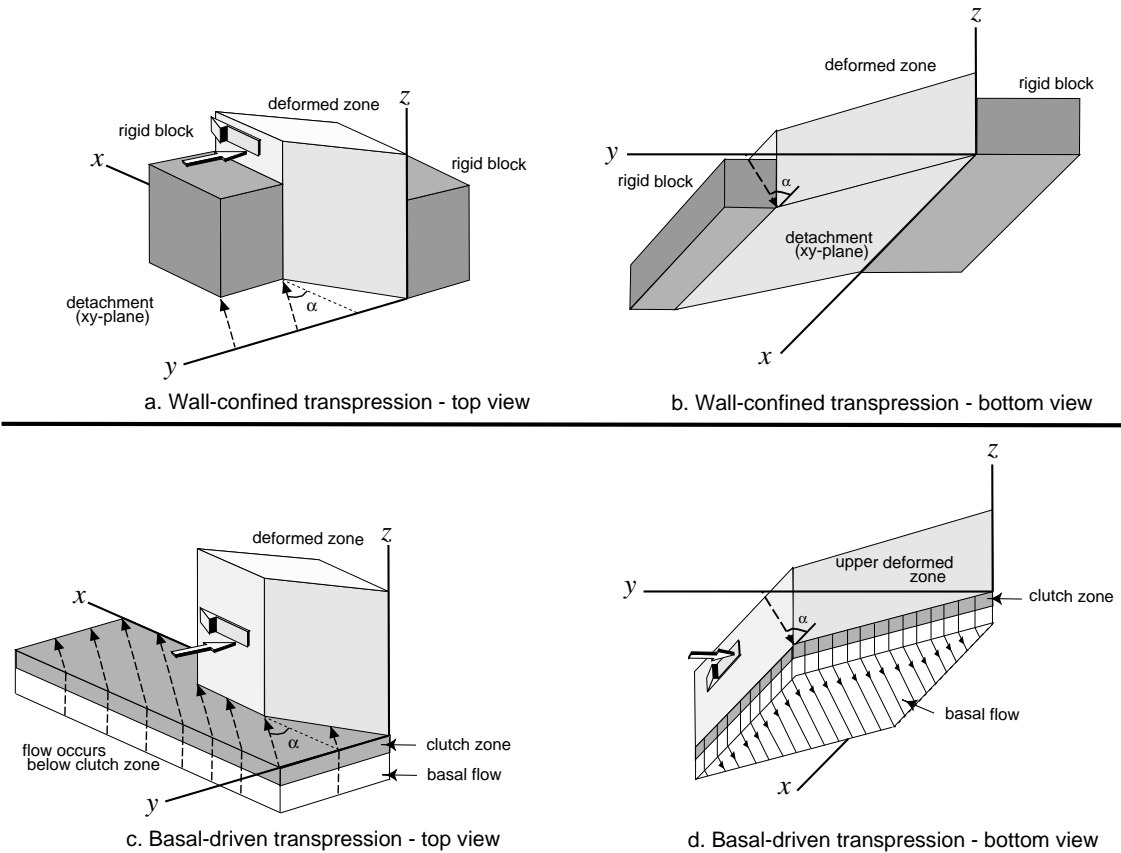 deformed zone
z
rigid block
x
rigid block
detachment
(xy-plane)
α
y
a. Wall-confined transpression - top view
z
deformed zone
rigid block
y
rigid block
α
detachment
(xy-plane)
x
b. Wall-confined transpression - bottom view
deformed zone
z
x
α
clutch zone
flow occurs
below clutch zone
basal flow
y
c. Basal-driven transpression - top view
z
upper deformed
zone
y
clutch zone
α
basal flow
x
d. Basal-driven transpression - bottom view